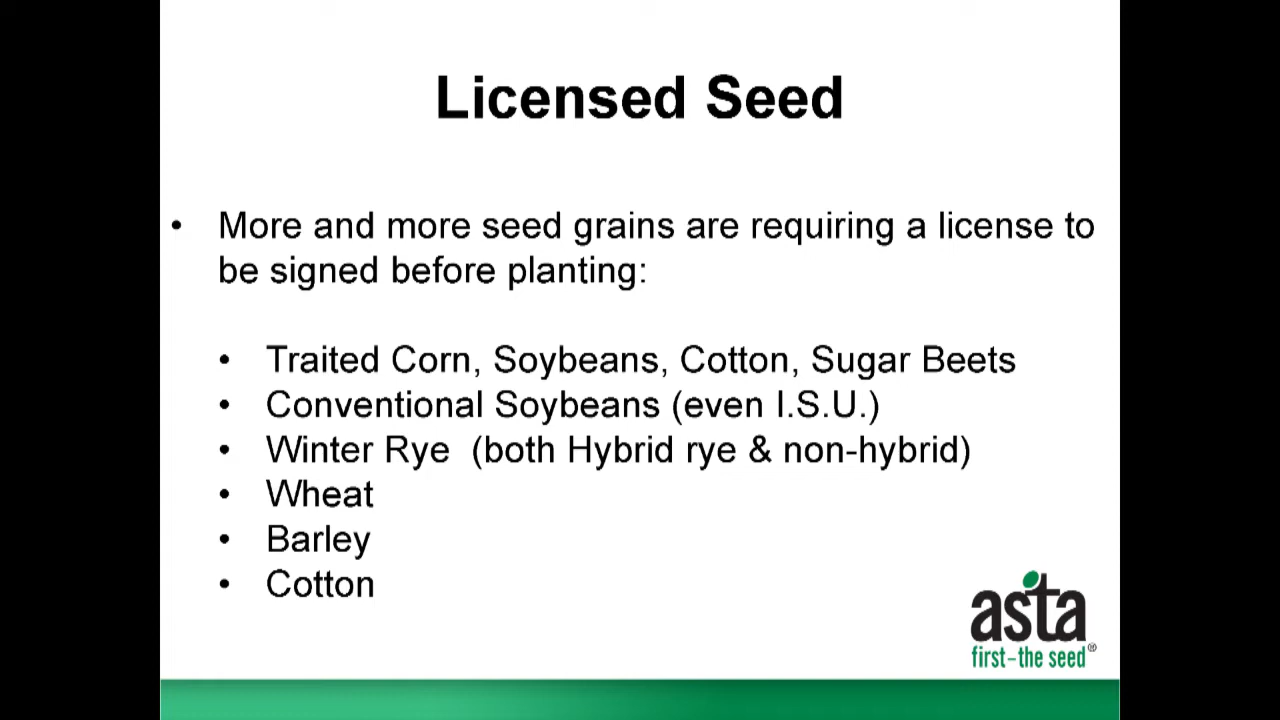 Licensed Seed
• More and more seed grains are requiring a license to
be signed before planting:
• Traited Corn, Soybeans, Cotton, Sugar Beets
• Conventional Soybeans (even I.S.U.)
• Winter Rye  (both Hybrid rye & non-hybrid)
• Wheat
• Barley
• Cotton
asta
first-the seed®